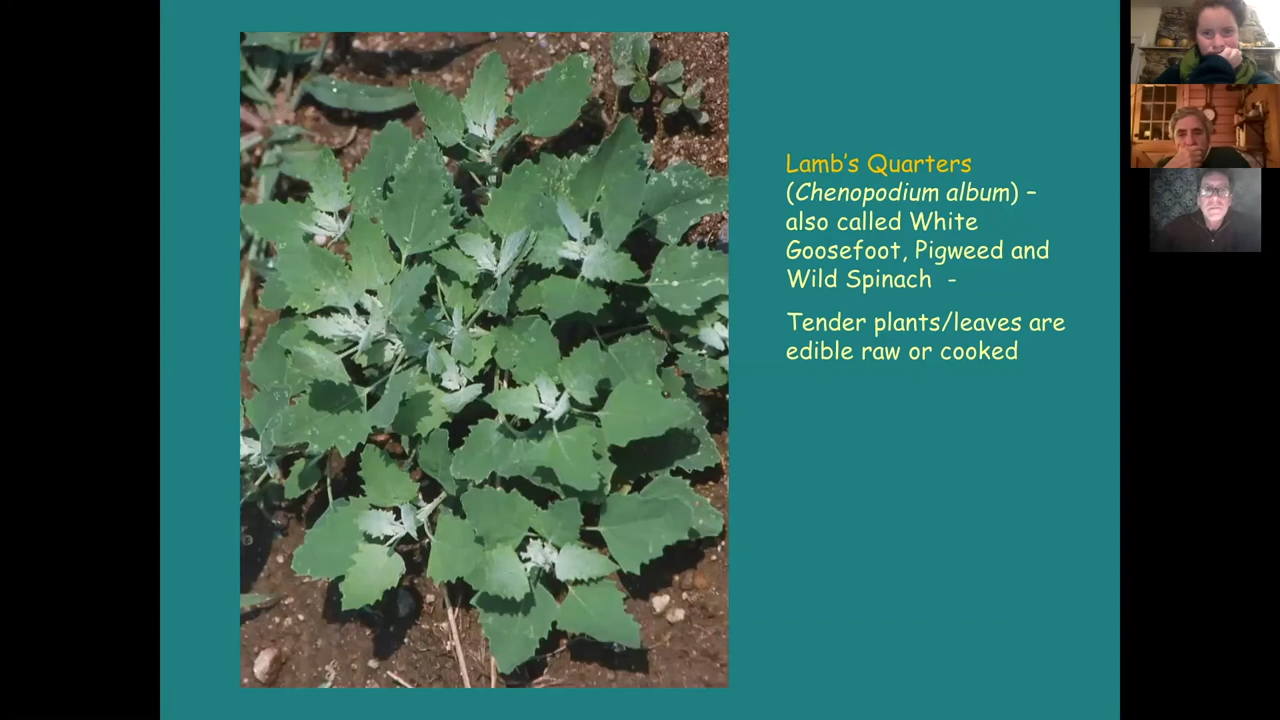 Lamb's Quarters
(Chenopodium album) –
also called White
Goosefoot, Pigweed and
Wild Spinach -
Tender plants/leaves are
edible raw or cooked